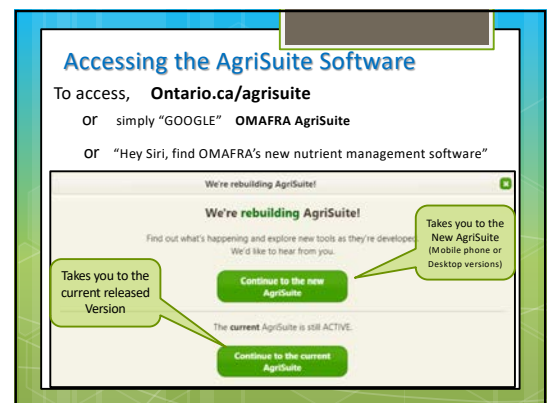 Accessing the AgriSuite Software
To access, Ontario.ca/agrisuite
or simply “GOOGLE” OMAFRA AgriSuite
or “Hey Siri, find OMAFRA’s new nutrient management software”
We're rebuilding AgriSuite!
We're rebuilding AgriSuite!
Find out what's happening and explore new tools as they're developed
We'd like to hear from you.
Takes you to the
New AgriSuite
(Mobile phone or
Desktop versions)
Continue to the new
AgriSuite
Takes you to the
current released
Version
The current AgriSuite is still ACTIVE.
Continue to the current
AgriSuite